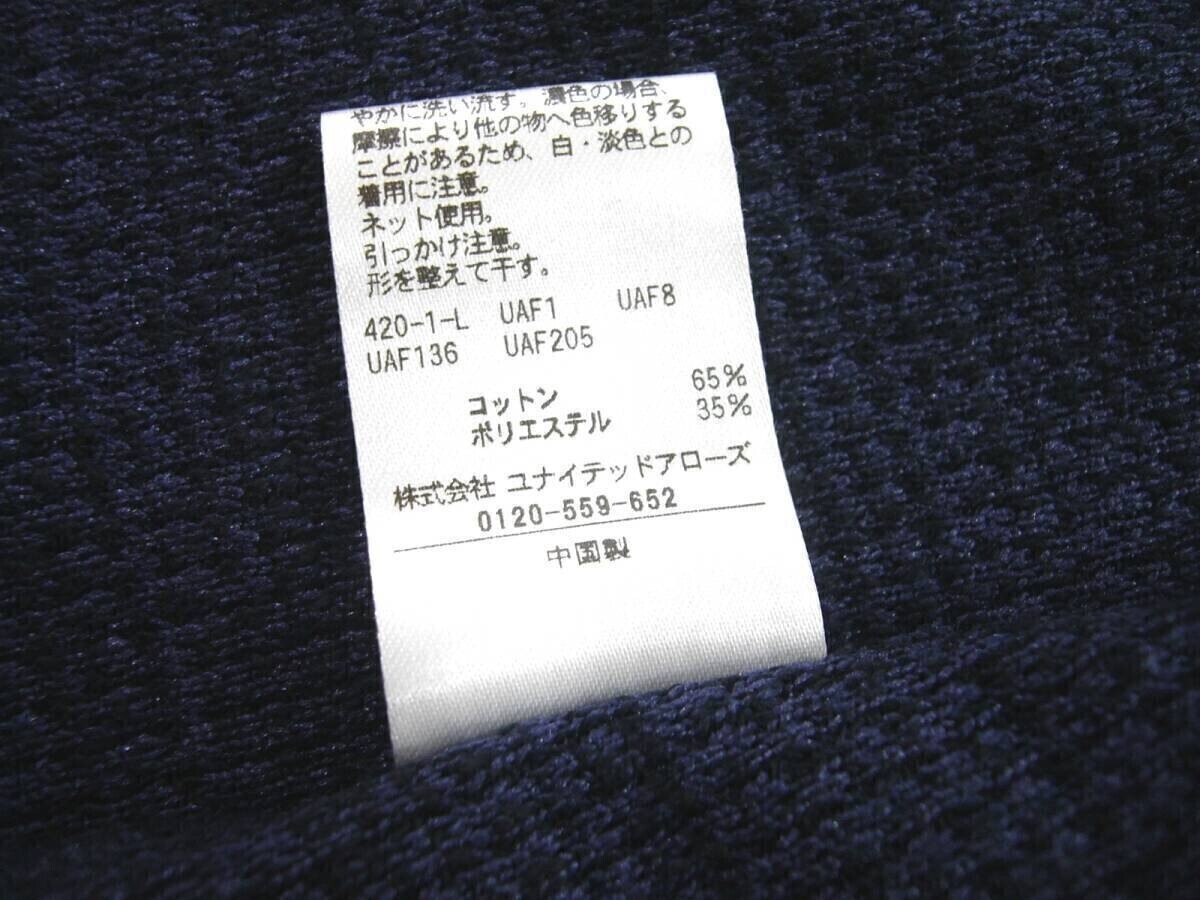 やかに洗い流す。濃色の場合、
摩擦により他の物へ色移りする
ことがあるため、白・淡色との
着用に注意。
ネット使用。
引っかけ注意。
形を整えて干す。
420-1-L UAF1 UAF8
UAF136 UAF205
コットン 65%
ポリエステル 35%
株式会社 ユナイテッドアローズ
0120-559-652
中国製